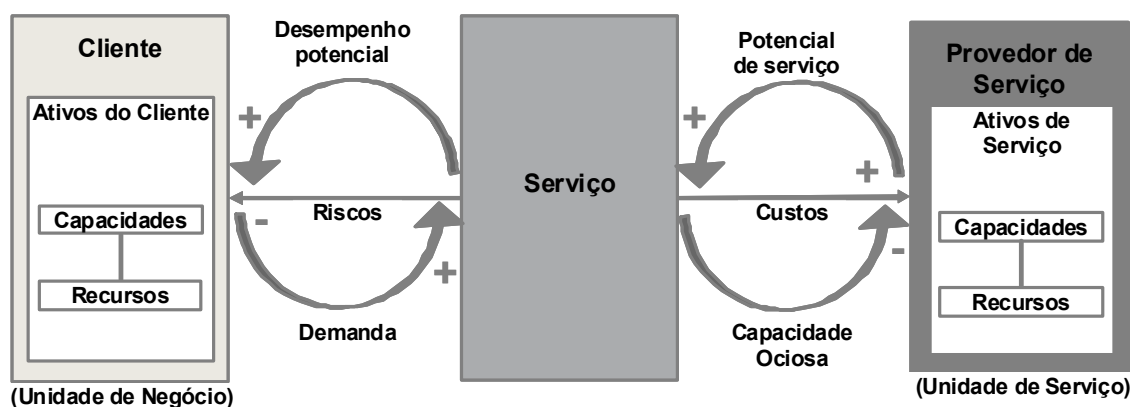 Cliente
Ativos do Cliente
Capacidades
Recursos
(Unidade de Negócio)
Desempenho
potencial
+
Riscos
-
+
Demanda
Serviço
Potencial
de serviço
+
+
Custos
-
Capacidade
Ociosa
Provedor de
Serviço
Ativos de
Serviço
Capacidades
Recursos
(Unidade de Serviço)